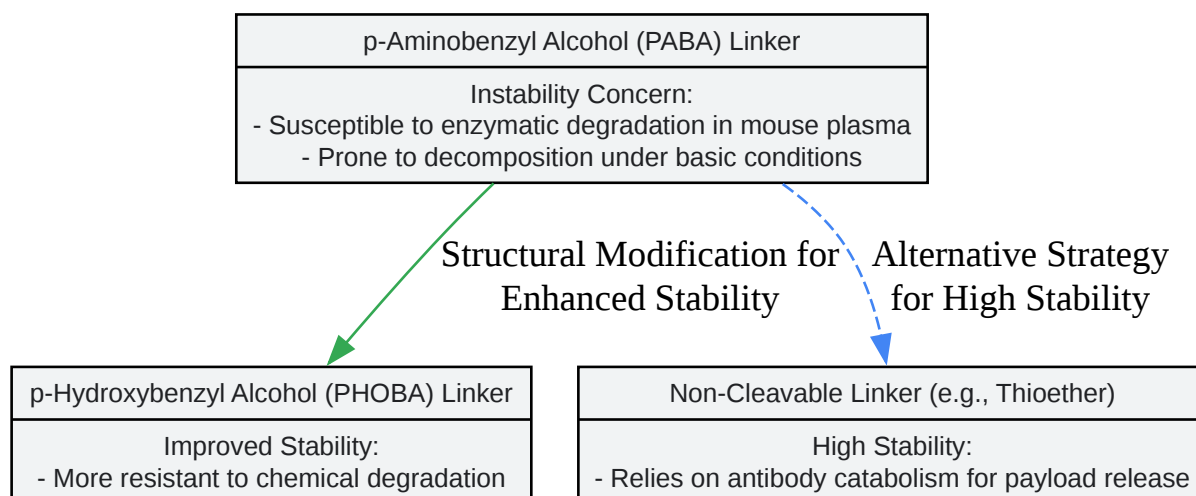 p-Aminobenzyl Alcohol (PABA) Linker
Instability Concern:
- Susceptible to enzymatic degradation in mouse plasma
- Prone to decomposition under basic conditions
Structural Modification for
Enhanced Stability
Alternative Strategy
for High Stability
p-Hydroxybenzyl Alcohol (PHOBA) Linker
Improved Stability:
- More resistant to chemical degradation
Non-Cleavable Linker (e.g., Thioether)
High Stability:
- Relies on antibody catabolism for payload release